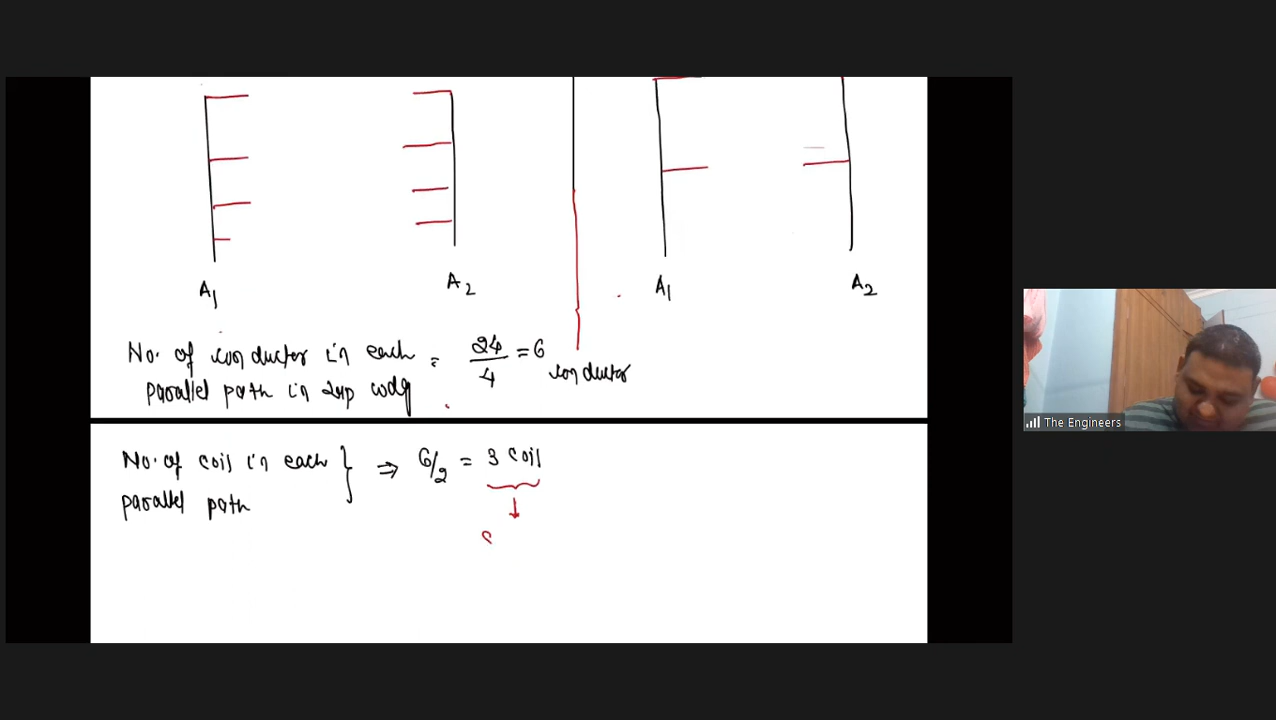 A1
A2
A1
A2
No. of conductor in each = 24/4 = 6 conductor
parallel path in lap wdg
No. of coil in each } ⇒ 6/2 = 3 coil
parallel path
The Engineers